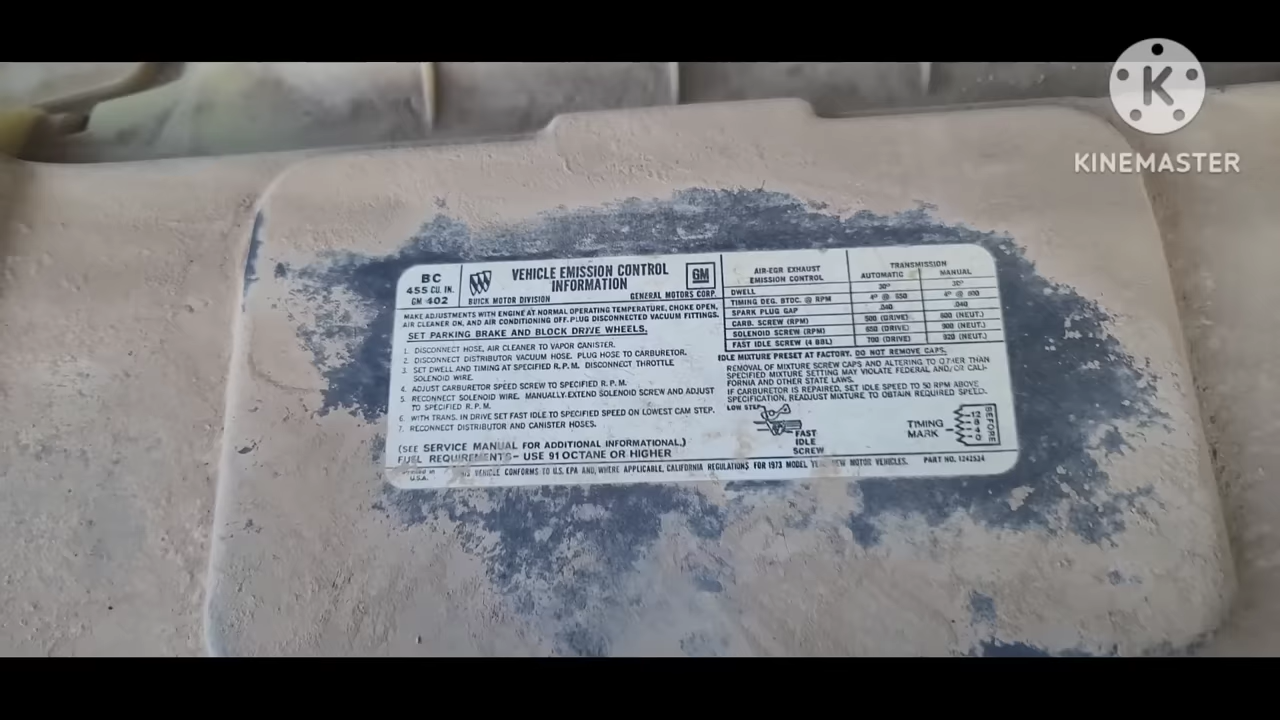 K
KINEMASTER
BC
455 CU. IN.
GM 402
VEHICLE EMISSION CONTROL
INFORMATION
BUICK MOTOR DIVISION
GM
GENERAL MOTORS CORP.
MAKE ADJUSTMENTS WITH ENGINE AT NORMAL OPERATING TEMPERATURE, CHOKE OPEN,
AIR CLEANER ON, AND AIR CONDITIONING OFF. PLUG DISCONNECTED VACUUM FITTINGS.
SET PARKING BRAKE AND BLOCK DRIVE WHEELS.
1. DISCONNECT HOSE, AIR CLEANER TO VAPOR CANISTER.
2. DISCONNECT DISTRIBUTOR VACUUM HOSE. PLUG HOSE TO CARBURETOR.
3. SET DWELL AND TIMING AT SPECIFIED R.P.M. DISCONNECT THROTTLE
SOLENOID WIRE.
4. ADJUST CARBURETOR SPEED SCREW TO SPECIFIED R.P.M.
5. RECONNECT SOLENOID WIRE. MANUALLY EXTEND SOLENOID SCREW AND ADJUST
TO SPECIFIED R.P.M.
6. WITH TRANS. IN DRIVE SET FAST IDLE TO SPECIFIED SPEED ON LOWEST CAM STEP.
7. RECONNECT DISTRIBUTOR AND CANISTER HOSES.
(SEE SERVICE MANUAL FOR ADDITIONAL INFORMATIONAL.)
FUEL REQUIREMENTS - USE 91 OCTANE OR HIGHER
AIR-EGR EXHAUST
EMISSION CONTROL
TRANSMISSION
AUTOMATIC MANUAL
DWELL 30° 30°
TIMING DEG. BTDC. @ RPM 4° @ 650 4° @ 900
SPARK PLUG GAP .040 .040
CARB. SCREW (RPM) 500 (DRIVE) 600 (NEUT.)
SOLENOID SCREW (RPM) 650 (DRIVE) 900 (NEUT.)
FAST IDLE SCREW (4 BBL) 700 (DRIVE) 820 (NEUT.)
IDLE MIXTURE PRESET AT FACTORY. DO NOT REMOVE CAPS.
REMOVAL OF MIXTURE SCREW CAPS AND ALTERING TO OTHER THAN
SPECIFIED MIXTURE SETTING MAY VIOLATE FEDERAL AND/OR CALI-
FORNIA AND OTHER STATE LAWS.
IF CARBURETOR IS REPAIRED, SET IDLE SPEED TO 50 RPM ABOVE
SPECIFICATION, READJUST MIXTURE TO OBTAIN REQUIRED SPEED.
LOW STEP
FAST
IDLE
SCREW
TIMING
MARK
12
8
4
0
BEFORE
PRINTED IN
U.S.A.
VEHICLE CONFORMS TO U.S. EPA AND, WHERE APPLICABLE, CALIFORNIA REGULATIONS FOR 1973 MODEL NEW MOTOR VEHICLES. PART NO. 1242534